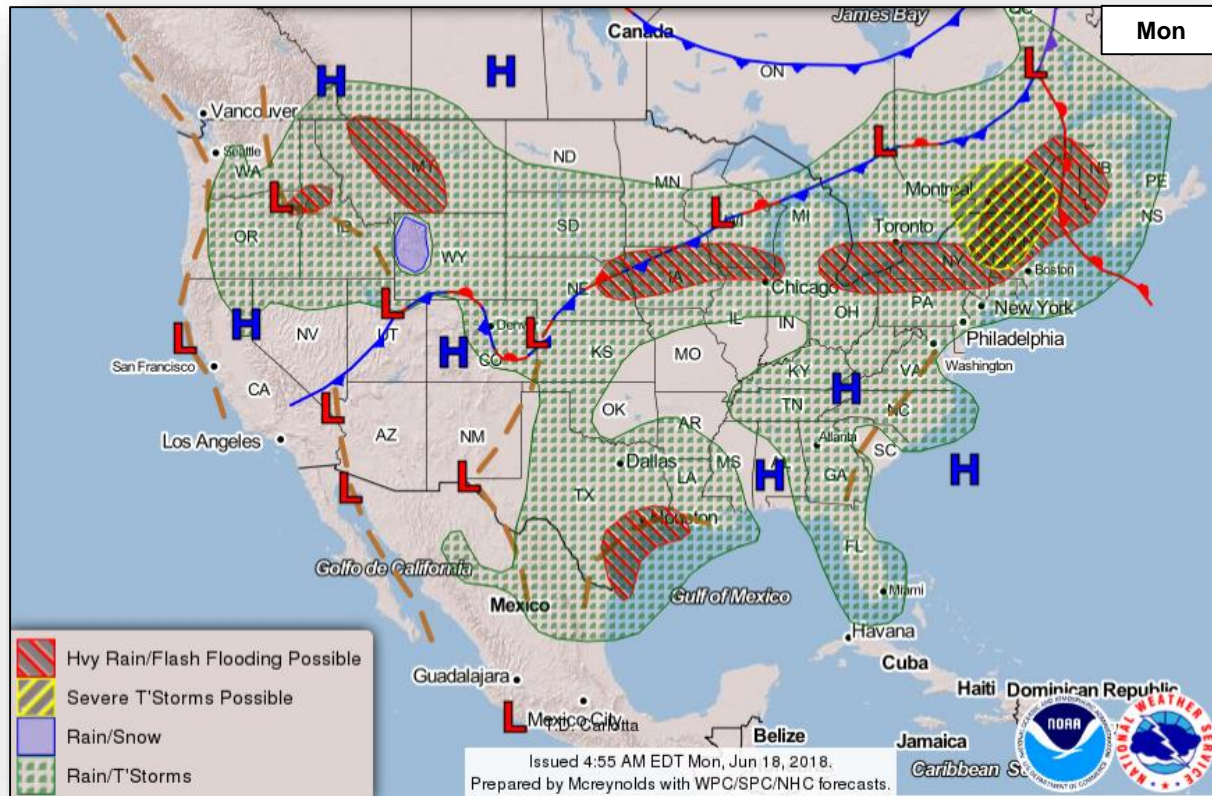 James Bay
Canada
QC
Mon
ON
H
H
L
Vancouver
Seattle
WA
MT
ND
MN
L
Montreal
NB
PE
NS
L
OR
ID
WY
SD
L
WI
MI
Toronto
NY
Boston
IA
Chicago
NE
PA
New York
L
H
NV
UT
Denver
L
IL
IN
OH
Philadelphia
L
San Francisco
H
CO
KS
MO
KY
VA
Washington
CA
H
L
OK
TN
NC
AR
Los Angeles
AZ
NM
Atlanta
SC
Dallas
MS
AL
GA
L
L
LA
H
H
TX
Houston
FL
Golfo de California
Mexico
Gulf of Mexico
Miami
Havana
Cuba
Guadalajara
Haiti
Dominican Republic
L
Mexico City
T.D. Carlotta
Belize
Jamaica
Caribbean
Hvy Rain/Flash Flooding Possible
Severe T'Storms Possible
Rain/Snow
Rain/T'Storms
Issued 4:55 AM EDT Mon, Jun 18, 2018.
Prepared by Mcreynolds with WPC/SPC/NHC forecasts.
NOAA
NATIONAL WEATHER SERVICE